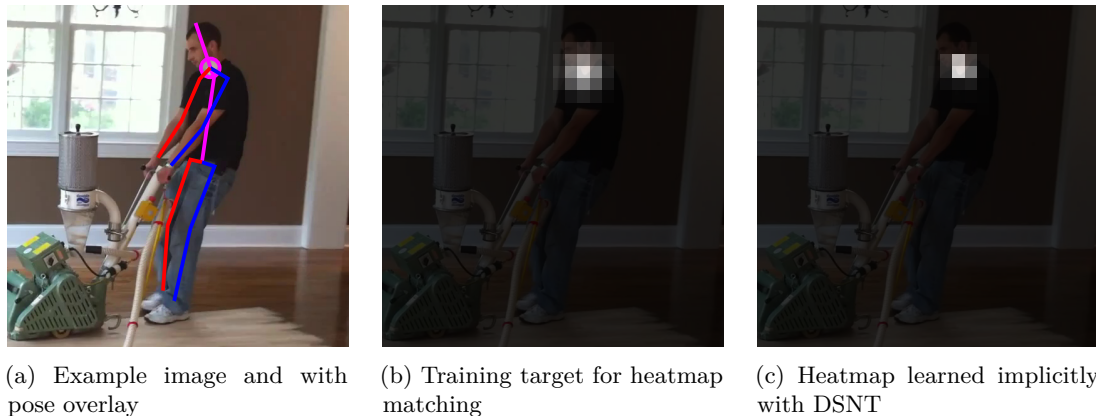 (a) Example image and with
pose overlay
(b) Training target for heatmap
matching
(c) Heatmap learned implicitly
with DSNT